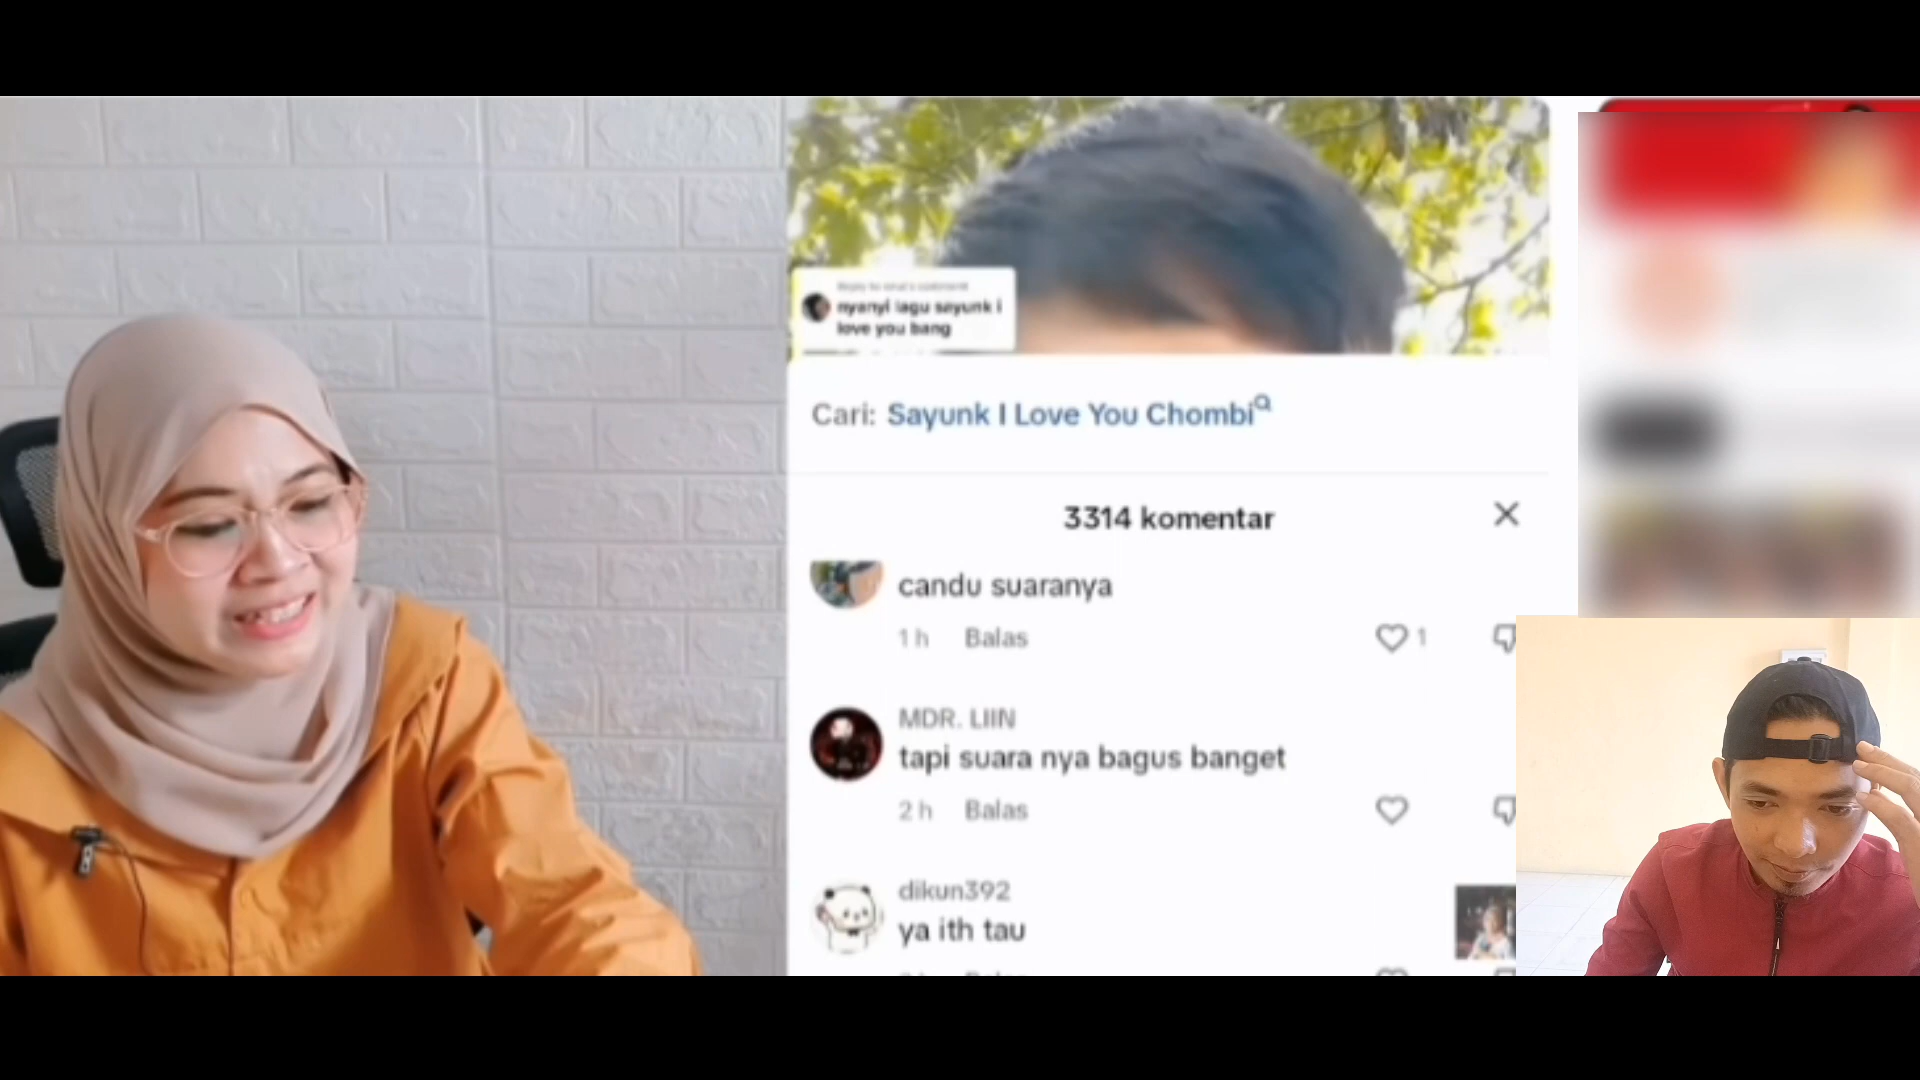 nyanyi lagu sayunk i
love you bang
Cari: Sayunk I Love You Chombi
3314 komentar
candu suaranya
1 h Balas 1
MDR. LIIN
tapi suara nya bagus banget
2 h Balas
dikun392
ya ith tau